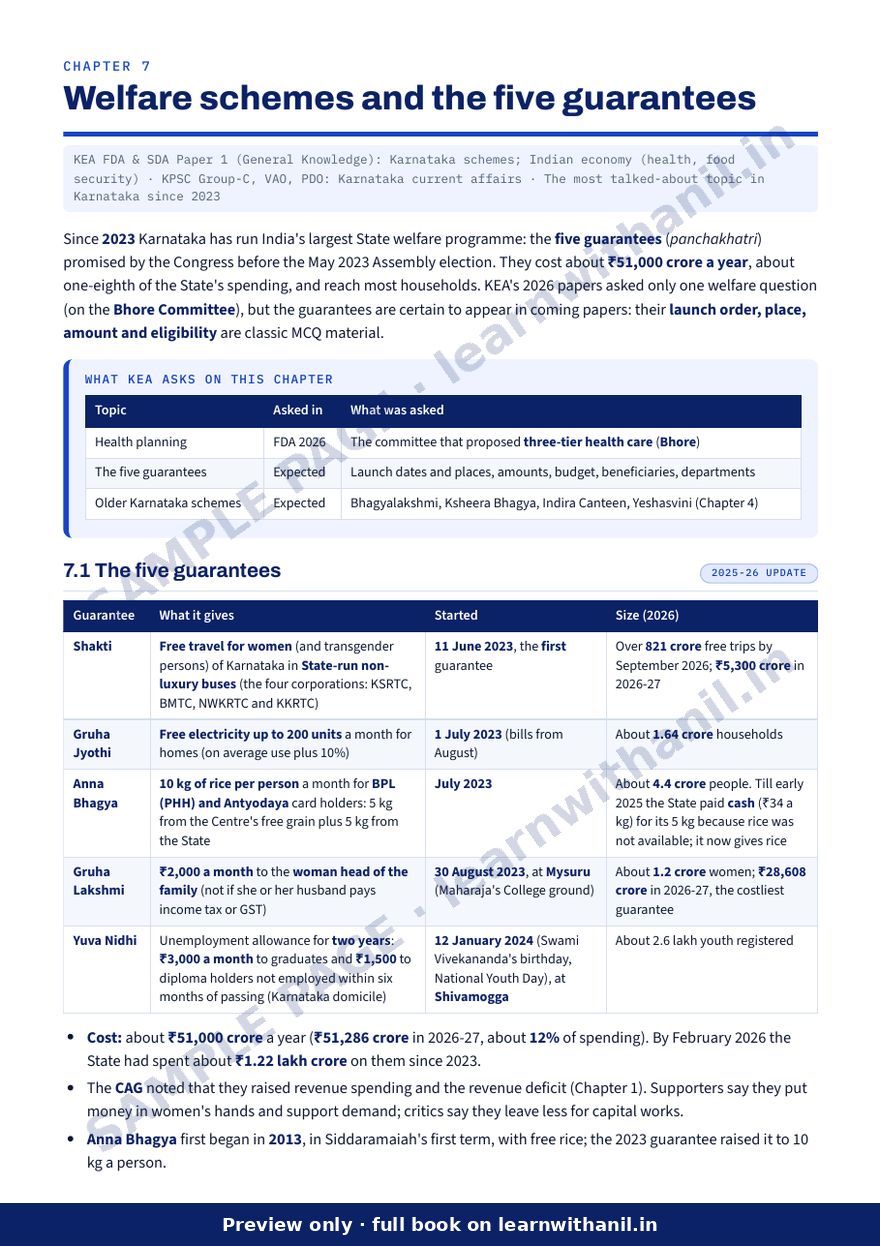 CHAPTER 7
Welfare schemes and the five guarantees
KEA FDA & SDA Paper 1 (General Knowledge): Karnataka schemes; Indian economy (health, food
security) · KPSC Group-C, VAO, PDO: Karnataka current affairs · The most talked-about topic in
Karnataka since 2023
Since 2023 Karnataka has run India's largest State welfare programme: the five guarantees (panchakhatri)
promised by the Congress before the May 2023 Assembly election. They cost about ₹51,000 crore a year, about
one-eighth of the State's spending, and reach most households. KEA's 2026 papers asked only one welfare question
(on the Bhore Committee), but the guarantees are certain to appear in coming papers: their launch order, place,
amount and eligibility are classic MCQ material.
WHAT KEA ASKS ON THIS CHAPTER
Topic Asked in What was asked
Health planning FDA 2026 The committee that proposed three-tier health care (Bhore)
The five guarantees Expected Launch dates and places, amounts, budget, beneficiaries, departments
Older Karnataka schemes Expected Bhagyalakshmi, Ksheera Bhagya, Indira Canteen, Yeshasvini (Chapter 4)
7.1 The five guarantees
2025-26 UPDATE
Guarantee What it gives Started Size (2026)
Shakti
Free travel for women (and transgender
persons) of Karnataka in State-run non-
luxury buses (the four corporations: KSRTC,
BMTC, NWKRTC and KKRTC)
11 June 2023, the first
guarantee
Over 821 crore free trips by
September 2026; ₹5,300 crore in
2026-27
Gruha
Jyothi
Free electricity up to 200 units a month for
homes (on average use plus 10%)
1 July 2023 (bills from
August)
About 1.64 crore households
Anna
Bhagya
10 kg of rice per person a month for BPL
(PHH) and Antyodaya card holders: 5 kg
from the Centre's free grain plus 5 kg from
the State
July 2023
About 4.4 crore people. Till early
2025 the State paid cash (₹34 a
kg) for its 5 kg because rice was
not available; it now gives rice
Gruha
Lakshmi
₹2,000 a month to the woman head of the
family (not if she or her husband pays
income tax or GST)
30 August 2023, at Mysuru
(Maharaja's College ground)
About 1.2 crore women; ₹28,608
crore in 2026-27, the costliest
guarantee
Yuva Nidhi
Unemployment allowance for two years:
₹3,000 a month to graduates and ₹1,500 to
diploma holders not employed within six
months of passing (Karnataka domicile)
12 January 2024 (Swami
Vivekananda's birthday,
National Youth Day), at
Shivamogga
About 2.6 lakh youth registered
• Cost: about ₹51,000 crore a year (₹51,286 crore in 2026-27, about 12% of spending). By February 2026 the
State had spent about ₹1.22 lakh crore on them since 2023.
• The CAG noted that they raised revenue spending and the revenue deficit (Chapter 1). Supporters say they put
money in women's hands and support demand; critics say they leave less for capital works.
• Anna Bhagya first began in 2013, in Siddaramaiah's first term, with free rice; the 2023 guarantee raised it to 10
kg a person.
SAMPLE PAGE · learnwithanil.in
SAMPLE PAGE · learnwithanil.in
Preview only · full book on learnwithanil.in